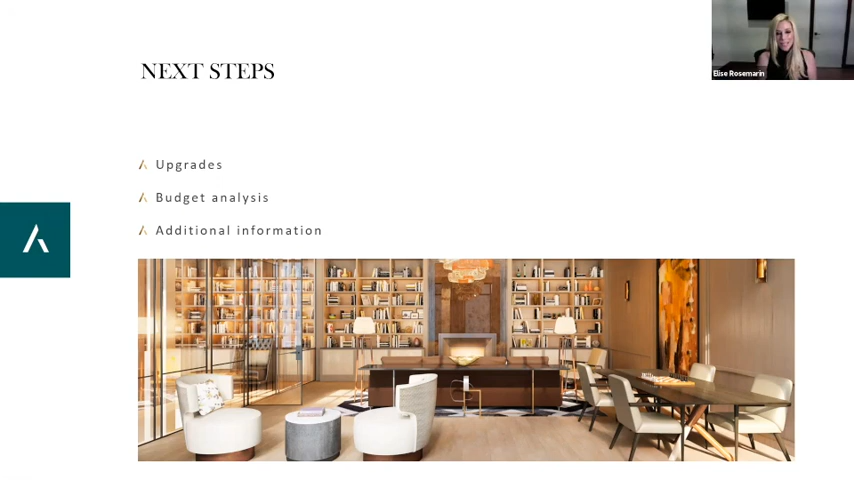 NEXT STEPS
Elise Rosemarin
Upgrades
Budget analysis
Additional information